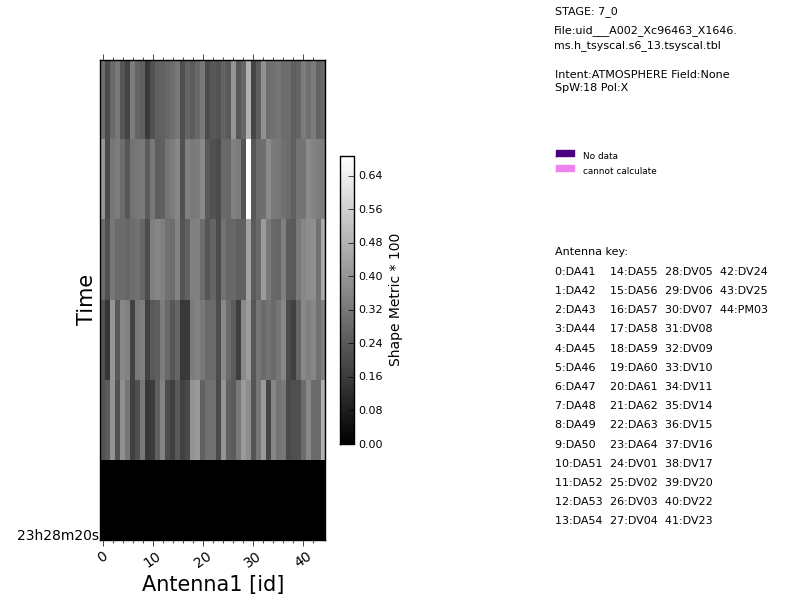 STAGE: 7_0
File:uid___A002_Xc96463_X1646.
ms.h_tsyscal.s6_13.tsyscal.tbl
Intent:ATMOSPHERE Field:None
SpW:18 Pol:X
No data
cannot calculate
0.64
0.56
0.48
0.40
0.32
0.24
0.16
0.08
0.00
Shape Metric * 100
Time
23h28m20s
0 10 20 30 40
Antenna1 [id]
Antenna key:
0:DA41 14:DA55 28:DV05 42:DV24
1:DA42 15:DA56 29:DV06 43:DV25
2:DA43 16:DA57 30:DV07 44:PM03
3:DA44 17:DA58 31:DV08
4:DA45 18:DA59 32:DV09
5:DA46 19:DA60 33:DV10
6:DA47 20:DA61 34:DV11
7:DA48 21:DA62 35:DV14
8:DA49 22:DA63 36:DV15
9:DA50 23:DA64 37:DV16
10:DA51 24:DV01 38:DV17
11:DA52 25:DV02 39:DV20
12:DA53 26:DV03 40:DV22
13:DA54 27:DV04 41:DV23